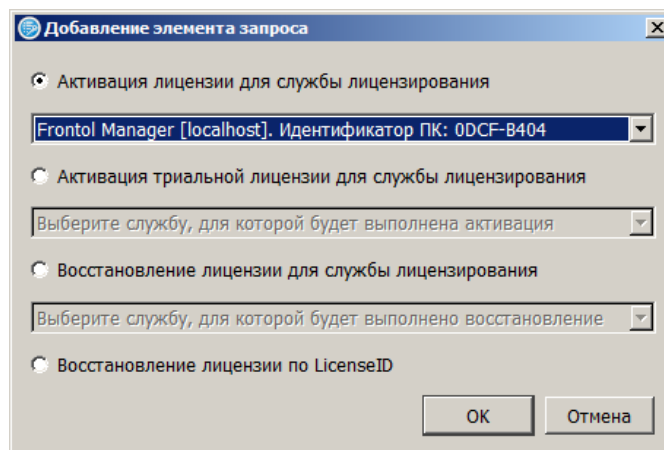 Добавление элемента запроса
Активация лицензии для службы лицензирования
Frontol Manager [localhost]. Идентификатор ПК: 0DCF-B404
Активация триальной лицензии для службы лицензирования
Выберите службу, для которой будет выполнена активация
Восстановление лицензии для службы лицензирования
Выберите службу, для которой будет выполнено восстановление
Восстановление лицензии по LicenseID
OK
Отмена